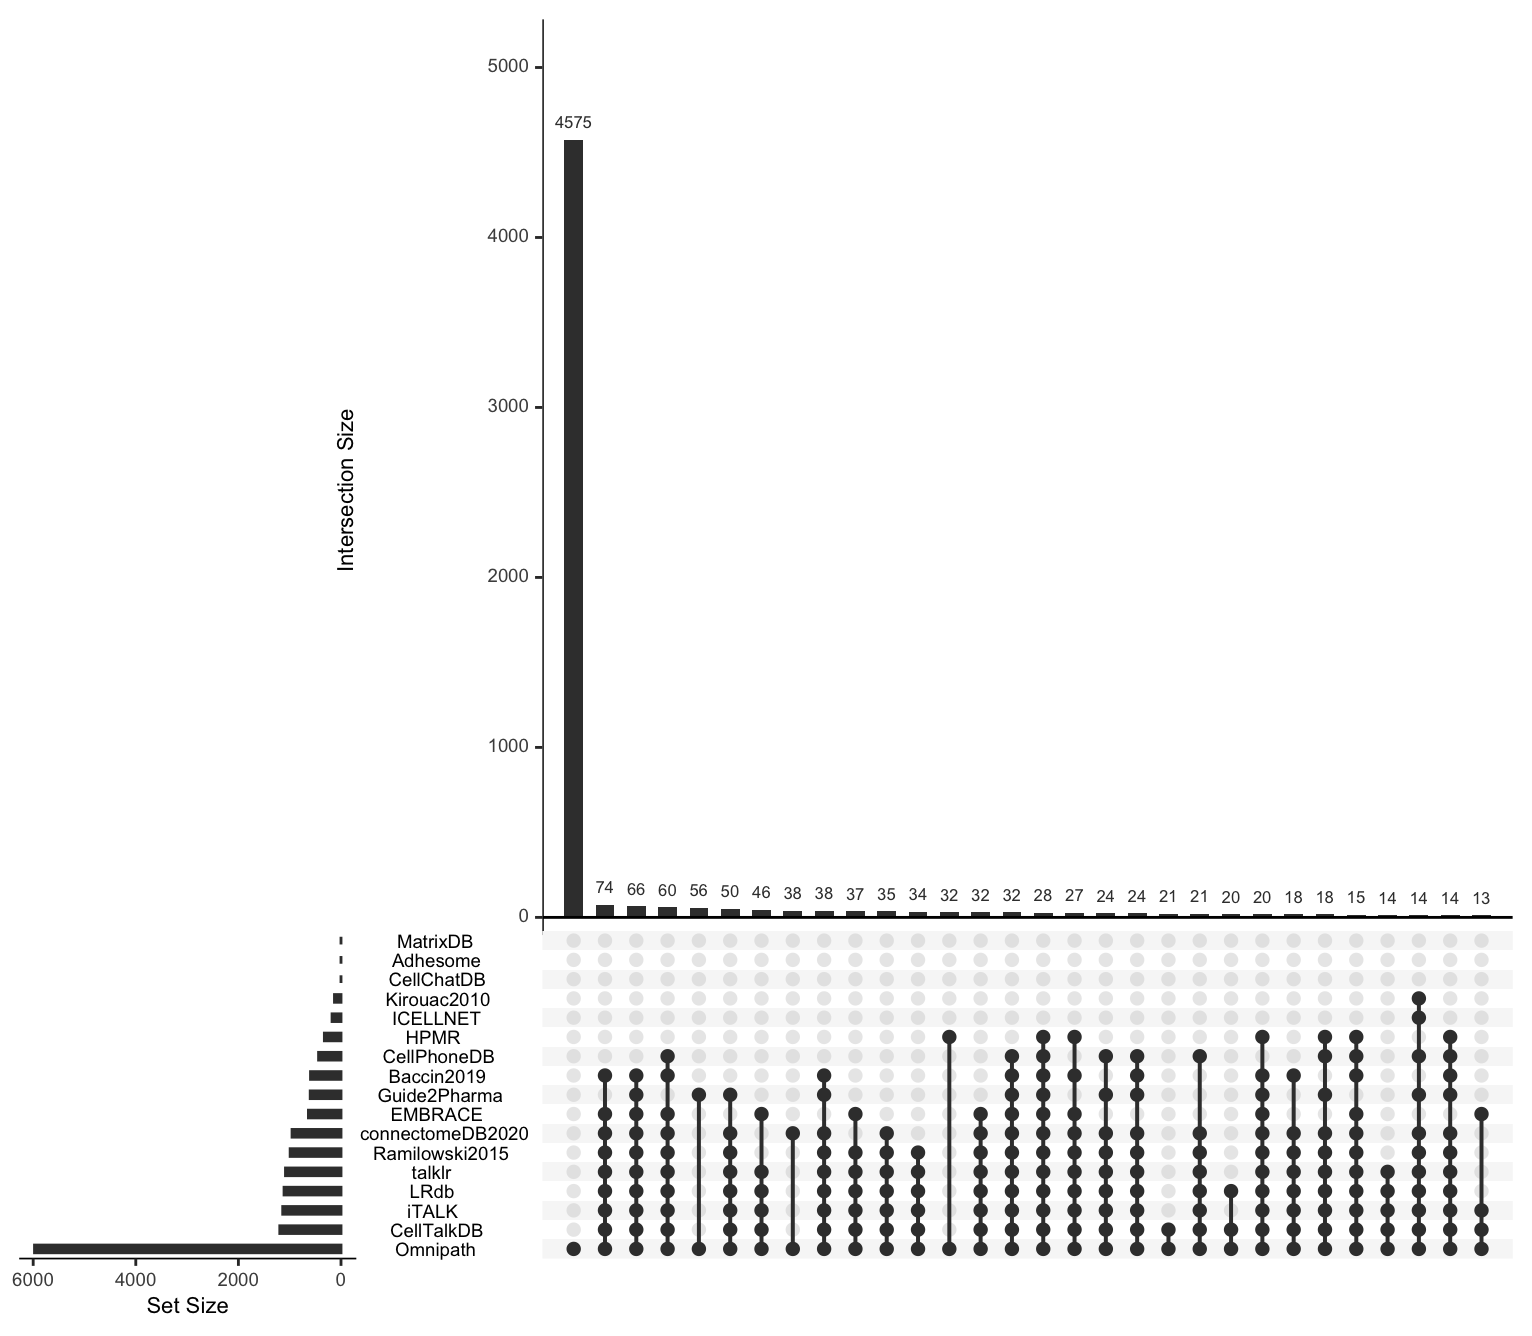 5000
4575
4000
3000
2000
1000
0
Intersection Size
74 66 60 56 50 46 38 38 37 35 34 32 32 32 28 27 24 24 21 21 20 20 18 18 15 14 14 14 13
MatrixDB
Adhesome
CellChatDB
Kirouac2010
ICELLNET
HPMR
CellPhoneDB
Baccin2019
Guide2Pharma
EMBRACE
connectomeDB2020
Ramilowski2015
talklr
LRdb
iTALK
CellTalkDB
Omnipath
6000 4000 2000 0
Set Size